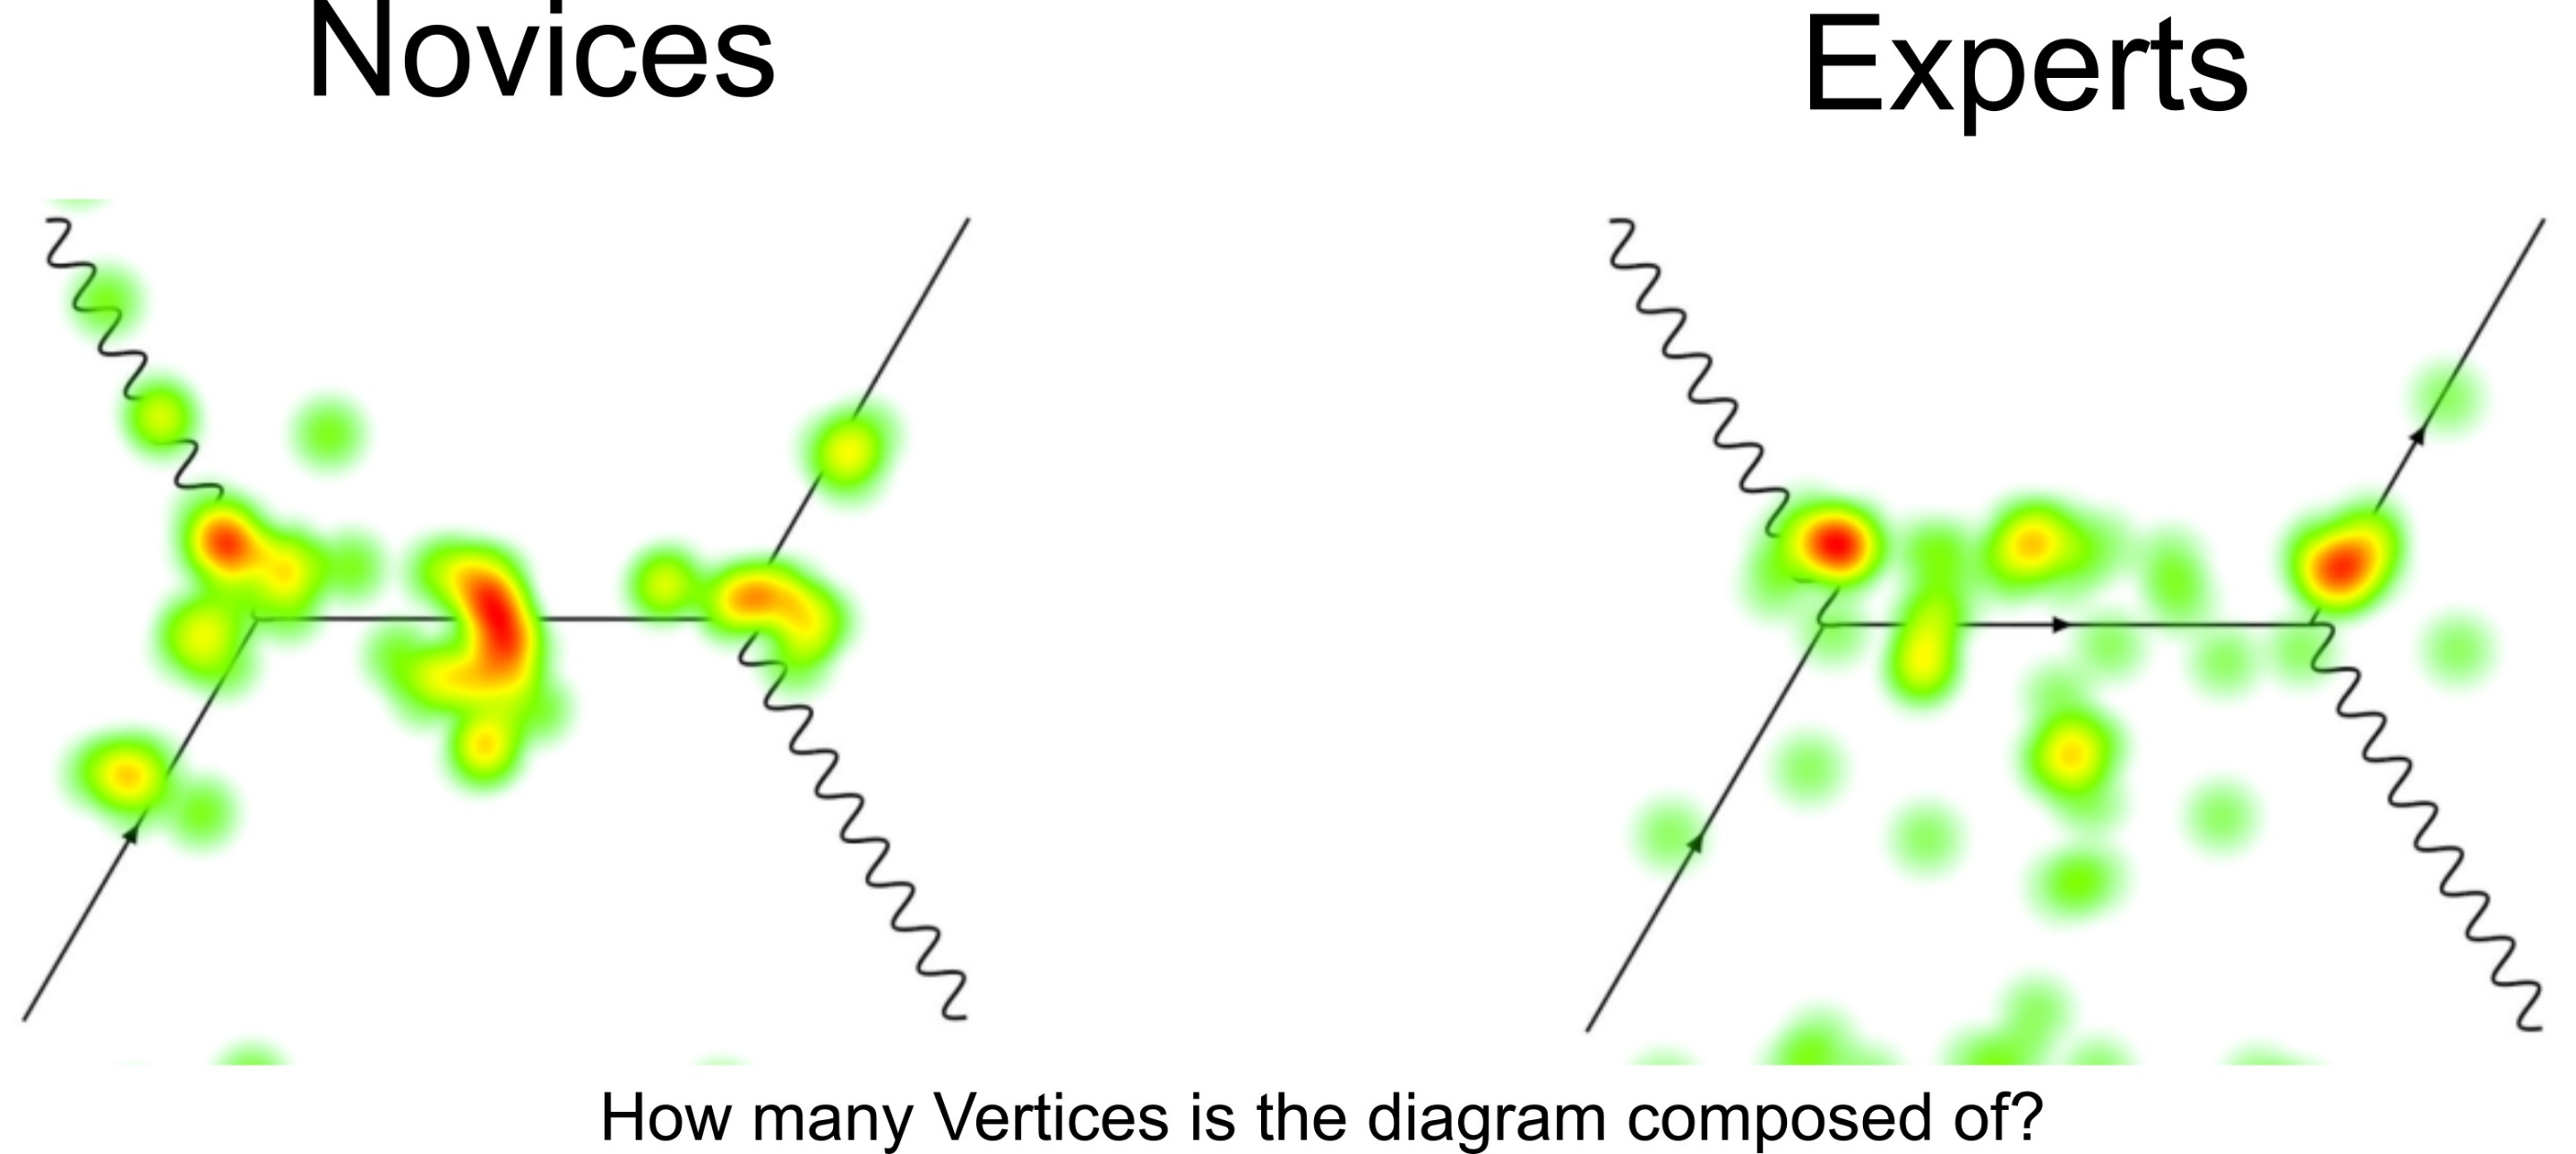 Novices
Experts
How many Vertices is the diagram composed of?